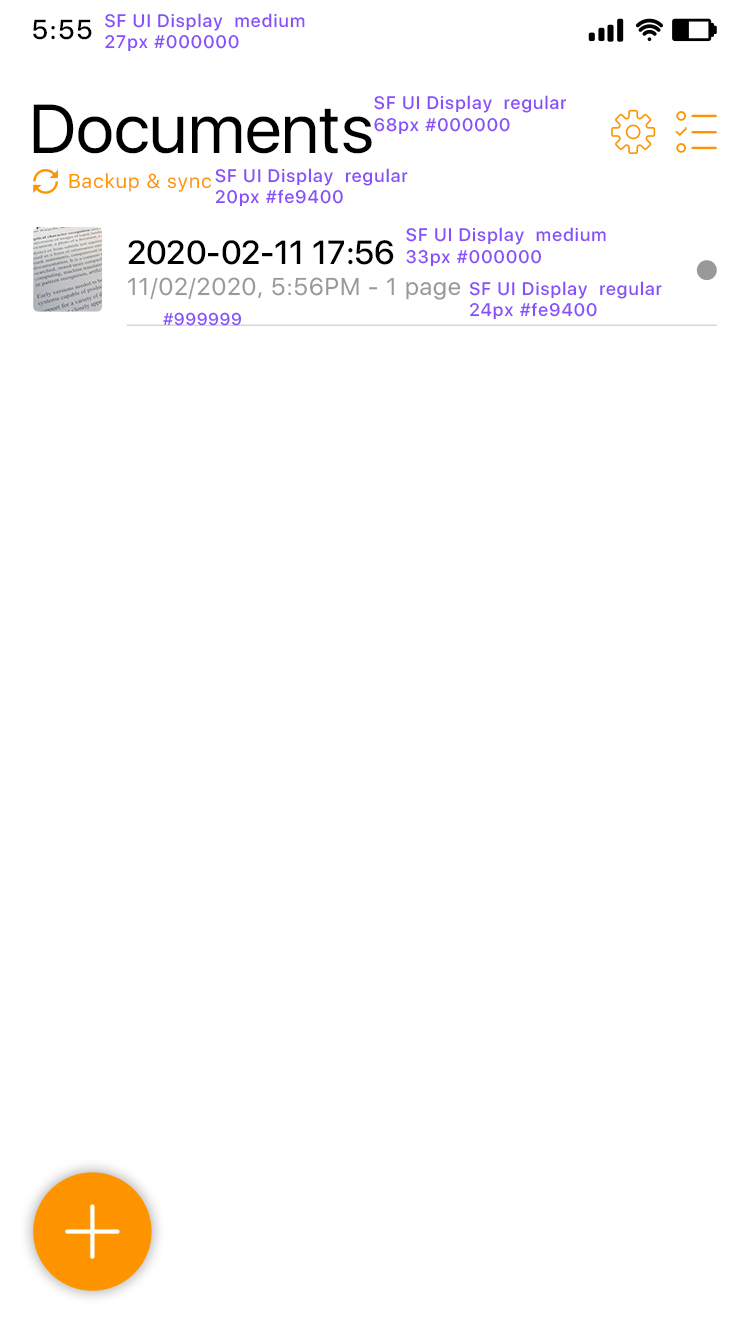 5:55
SF UI Display medium
27px #000000
Documents
SF UI Display regular
68px #000000
Backup & sync
SF UI Display regular
20px #fe9400
2020-02-11 17:56
SF UI Display medium
33px #000000
11/02/2020, 5:56PM - 1 page
SF UI Display regular
24px #fe9400
#999999